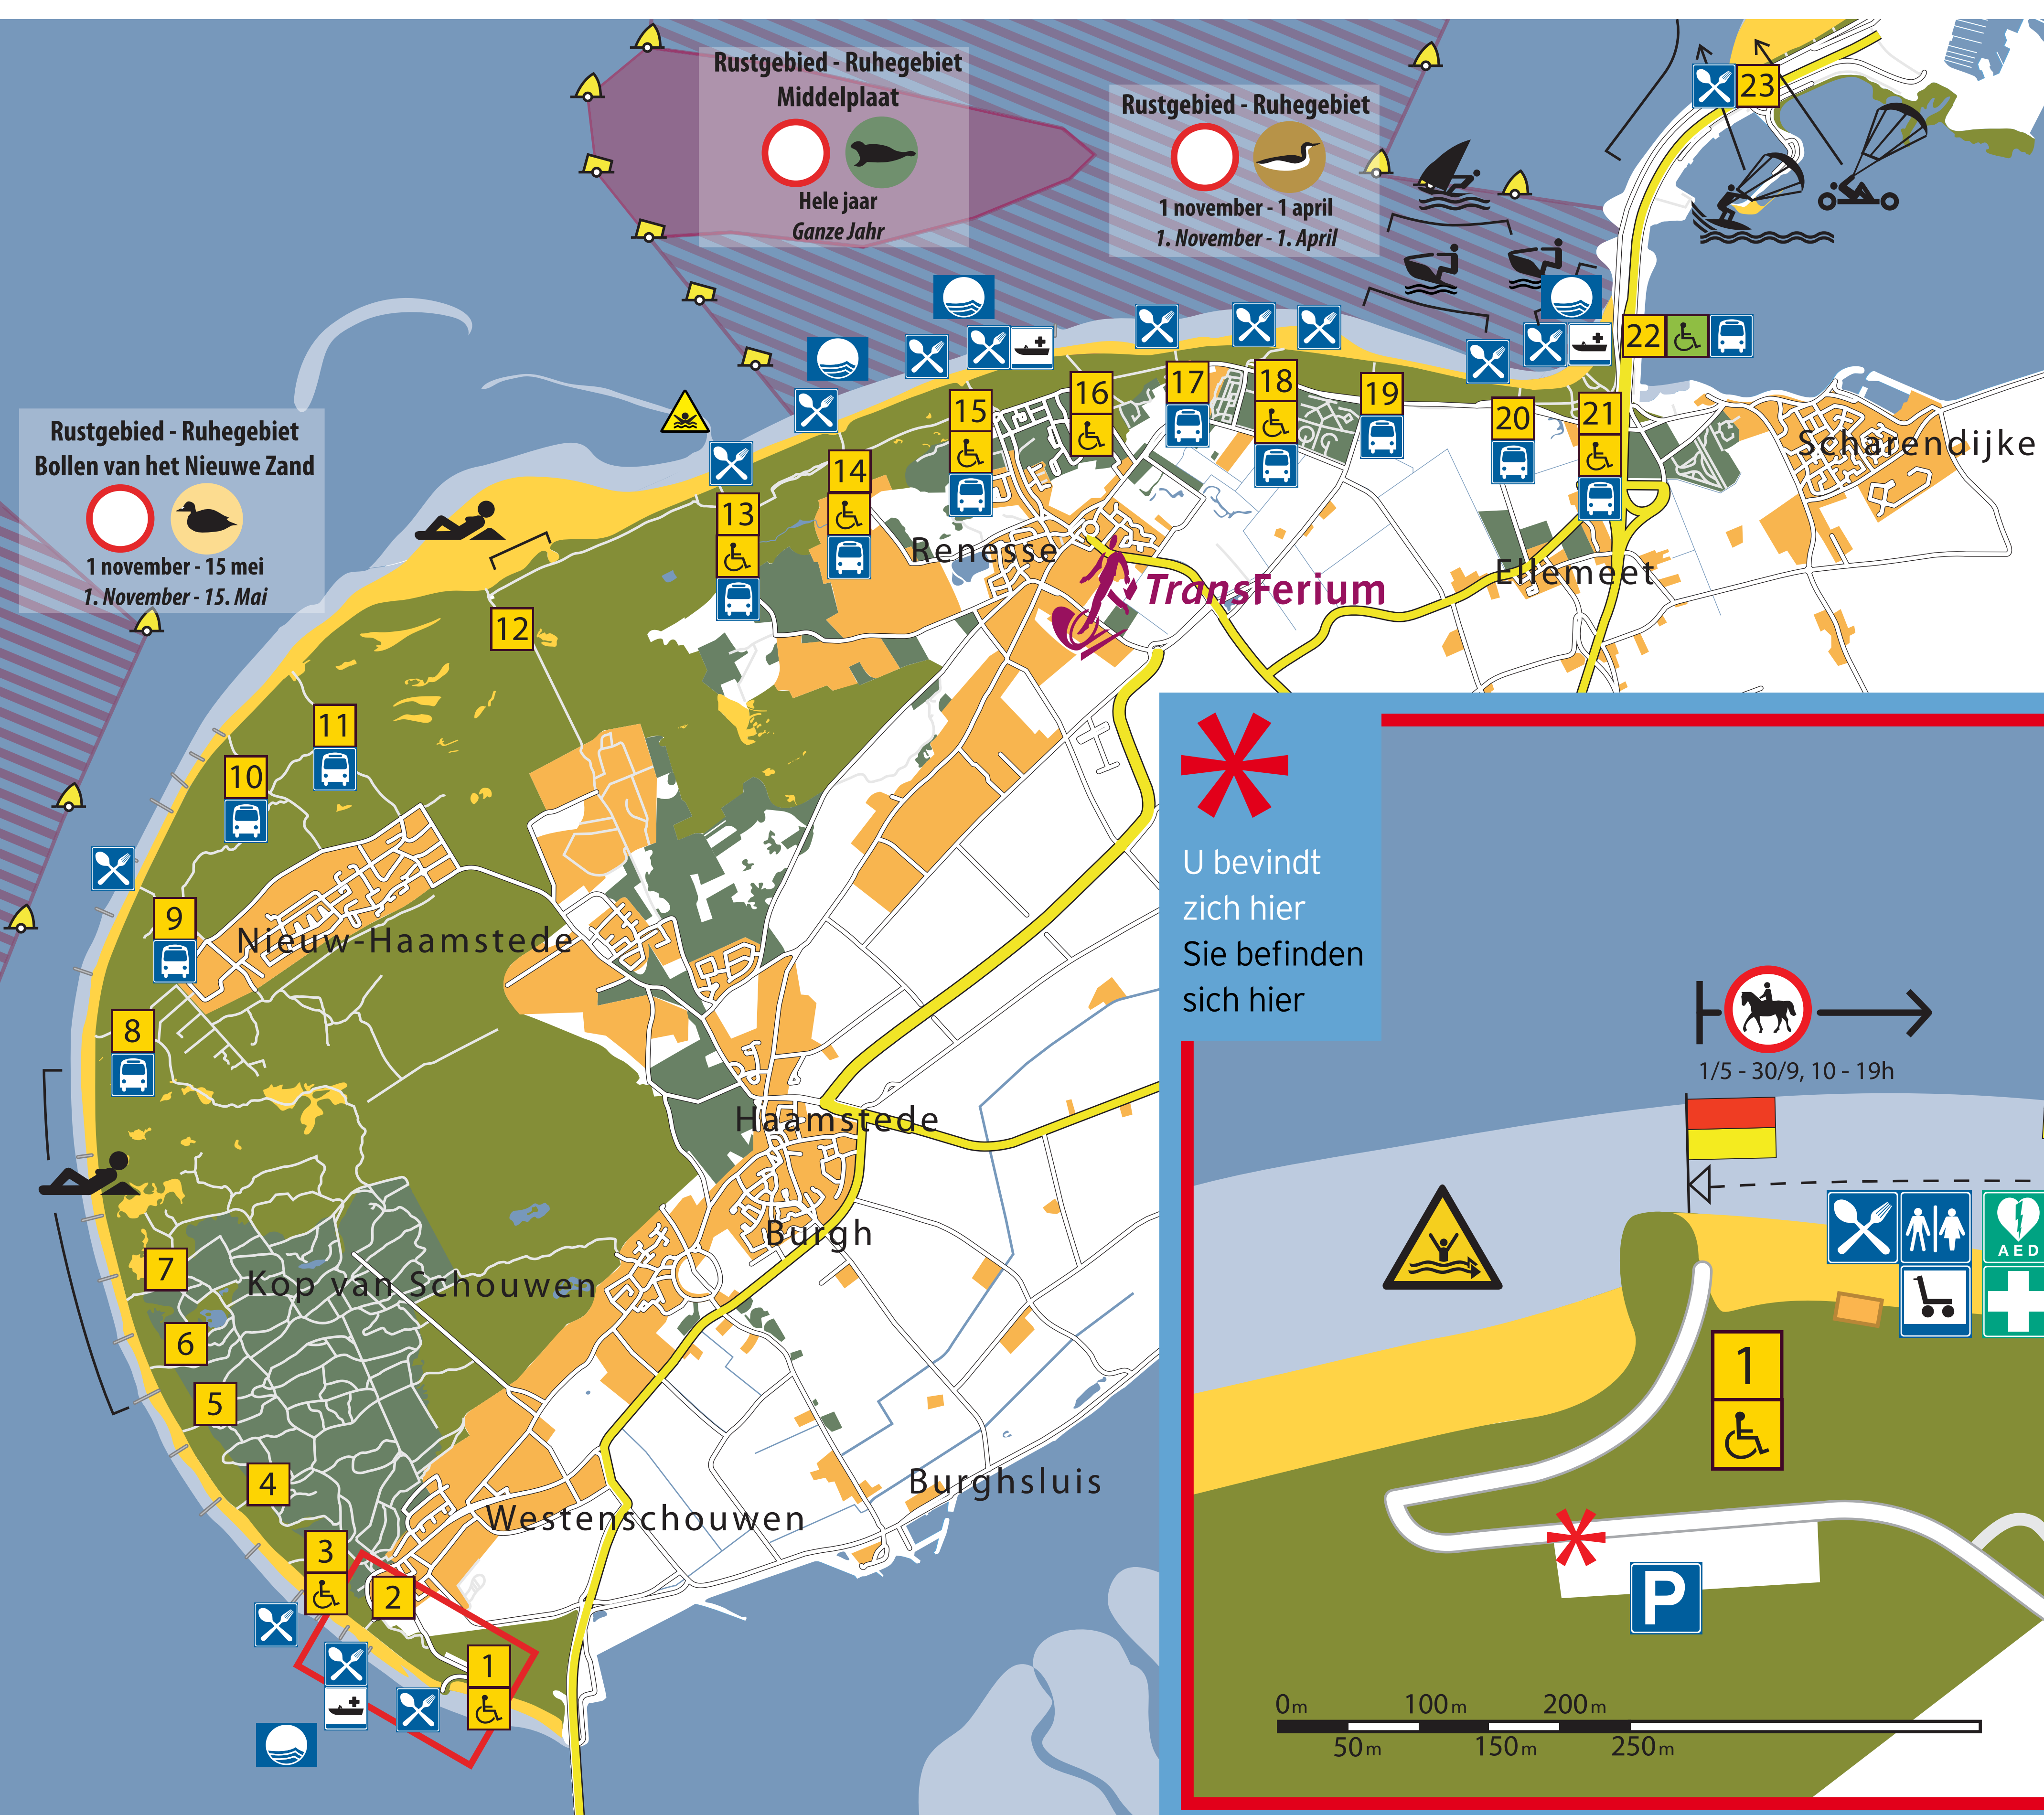 Rustgebied - Ruhegebiet
Middelplaat
Hele jaar
Ganze Jahr
Rustgebied - Ruhegebiet
1 november - 1 april
1. November - 1. April
23
22
Rustgebied - Ruhegebiet
Bollen van het Nieuwe Zand
1 november - 15 mei
1. November - 15. Mai
21
20
19
18
17
16
15
14
13
12
11
10
9
8
7
6
5
4
3
2
1
Scharendijke
Renesse
TransFerium
Ellemeet
Nieuw-Haamstede
Haamstede
Burgh
Kop van Schouwen
Burghsluis
Westenschouwen
U bevindt
zich hier
Sie befinden
sich hier
1/5 - 30/9, 10 - 19h
AED
1
P
0m 100m 200m
50m 150m 250m